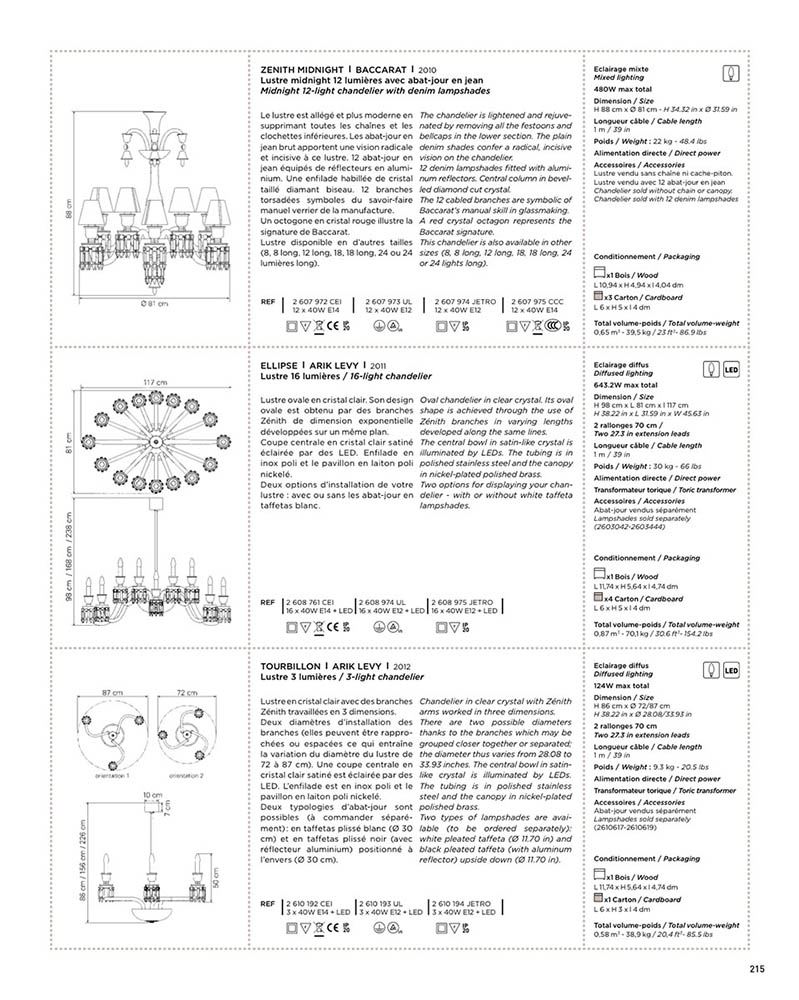 ZENITH MIDNIGHT | BACCARAT | 2010
Lustre midnight 12 lumières avec abat-jour en jean
Midnight 12-light chandelier with denim lampshades
88 cm
Ø 81 cm
Le lustre est allégé et plus moderne en
supprimant toutes les chaînes et les
clochettes inférieures. Les abat-jour en
jean brut apportent une vision radicale
et incisive à ce lustre. 12 abat-jour en
jean équipés de réflecteurs en alumi-
nium. Une enfilade habillée de cristal
taillé diamant biseau. 12 branches
torsadées symboles du savoir-faire
manuel verrier de la manufacture.
Un octogone en cristal rouge illustre la
signature de Baccarat.
Lustre disponible en d'autres tailles
(8, 8 long, 12 long, 18, 18 long, 24 ou 24
lumières long).
The chandelier is lightened and rejuve-
nated by removing all the festoons and
bellcaps in the lower section. The plain
denim shades confer a radical, incisive
vision on the chandelier.
12 denim lampshades fitted with alumi-
num reflectors. Central column in bevel-
led diamond cut crystal.
The 12 cabled branches are symbolic of
Baccarat's manual skill in glassmaking.
A red crystal octagon represents the
Baccarat signature.
This chandelier is also available in other
sizes (8, 8 long, 12 long, 18, 18 long, 24
or 24 lights long).
REF | 2 607 972 CEI | 2 607 973 UL | 2 607 974 JETRO | 2 607 975 CCC
12 x 40W E14 | 12 x 40W E12 | 12 x 40W E12 | 12 x 40W E14
Eclairage mixte
Mixed lighting
480W max total
Dimension / Size
H 88 cm x Ø 81 cm - H 34.32 in x Ø 31.59 in
Longueur câble / Cable length
1 m / 39 in
Poids / Weight : 22 kg - 48.4 lbs
Alimentation directe / Direct power
Accessoires / Accessories
Lustre vendu sans chaîne ni cache-piton.
Lustre vendu avec 12 abat-jour en jean
Chandelier sold without chain or canopy.
Chandelier sold with 12 denim lampshades
Conditionnement / Packaging
x1 Bois / Wood
L 10,94 x H 4,94 x l 4,04 dm
x3 Carton / Cardboard
L 6 x H 5 x l 4 dm
Total volume-poids / Total volume-weight
0,65 m³ - 39,5 kg / 23 ft³- 86.9 lbs
ELLIPSE | ARIK LEVY | 2011
Lustre 16 lumières / 16-light chandelier
117 cm
81 cm
98 cm / 168 cm / 238 cm
Lustre ovale en cristal clair. Son design
ovale est obtenu par des branches
Zénith de dimension exponentielle
développées sur un même plan.
Coupe centrale en cristal clair satiné
éclairée par des LED. Enfilade en
inox poli et le pavillon en laiton poli
nickelé.
Deux options d'installation de votre
lustre : avec ou sans les abat-jour en
taffetas blanc.
Oval chandelier in clear crystal. Its oval
shape is achieved through the use of
Zénith branches in varying lengths
developed along the same lines.
The central bowl in satin-like crystal is
illuminated by LEDs. The tubing is in
polished stainless steel and the canopy
in nickel-plated polished brass.
Two options for displaying your chan-
delier - with or without white taffeta
lampshades.
REF | 2 608 761 CEI | 2 608 974 UL | 2 608 975 JETRO
16 x 40W E14 + LED | 16 x 40W E12 + LED | 16 x 40W E12 + LED
Eclairage diffus
Diffused lighting
LED
643.2W max total
Dimension / Size
H 98 cm x L 81 cm x l 117 cm
H 38.22 in x L 31.59 in x W 45.63 in
2 rallonges 70 cm /
Two 27.3 in extension leads
Longueur câble / Cable length
1 m / 39 in
Poids / Weight : 30 kg - 66 lbs
Alimentation directe / Direct power
Transformateur torique / Toric transformer
Accessoires / Accessories
Abat-jour vendus séparément
Lampshades sold separately
(2603042-2603444)
Conditionnement / Packaging
x1 Bois / Wood
L 11,74 x H 5,64 x l 4,74 dm
x4 Carton / Cardboard
L 6 x H 5 x l 4 dm
Total volume-poids / Total volume-weight
0,87 m³ - 70,1 kg / 30.6 ft³- 154.2 lbs
TOURBILLON | ARIK LEVY | 2012
Lustre 3 lumières / 3-light chandelier
87 cm
72 cm
orientation 1
orientation 2
10 cm
7 cm
86 cm / 156 cm / 226 cm
50 cm
Lustre en cristal clair avec des branches
Zénith travaillées en 3 dimensions.
Deux diamètres d'installation des
branches (elles peuvent être rappro-
chées ou espacées ce qui entraîne
la variation du diamètre du lustre de
72 à 87 cm). Une coupe centrale en
cristal clair satiné est éclairée par des
LED. L'enfilade est en inox poli et le
pavillon en laiton poli nickelé.
Deux typologies d'abat-jour sont
possibles (à commander séparé-
ment) : en taffetas plissé blanc (Ø 30
cm) et en taffetas plissé noir (avec
réflecteur aluminium) positionné à
l'envers (Ø 30 cm).
Chandelier in clear crystal with Zénith
arms worked in three dimensions.
There are two possible diameters
thanks to the branches which may be
grouped closer together or separated;
the diameter thus varies from 28.08 to
33.93 inches. The central bowl in satin-
like crystal is illuminated by LEDs.
The tubing is in polished stainless
steel and the canopy in nickel-plated
polished brass.
Two types of lampshades are avai-
lable (to be ordered separately):
white pleated taffeta (Ø 11.70 in) and
black pleated taffeta (with aluminum
reflector) upside down (Ø 11.70 in).
REF | 2 610 192 CEI | 2 610 193 UL | 2 610 194 JETRO
3 x 40W E14 + LED | 3 x 40W E12 + LED | 3 x 40W E12 + LED
Eclairage diffus
Diffused lighting
LED
124W max total
Dimension / Size
H 86 cm x Ø 72/87 cm
H 38.22 in x Ø 28.08/33.93 in
2 rallonges 70 cm
Two 27.3 in extension leads
Longueur câble / Cable length
1 m / 39 in
Poids / Weight : 9.3 kg - 20.5 lbs
Alimentation directe / Direct power
Transformateur torique / Toric transformer
Accessoires / Accessories
Abat-jour vendus séparément
Lampshades sold separately
(2610617-2610619)
Conditionnement / Packaging
x1 Bois / Wood
L 11,74 x H 5,64 x l 4,74 dm
x1 Carton / Cardboard
L 6 x H 3 x l 4 dm
Total volume-poids / Total volume-weight
0,58 m³ - 38,9 kg / 20,4 ft³- 85.5 lbs
215